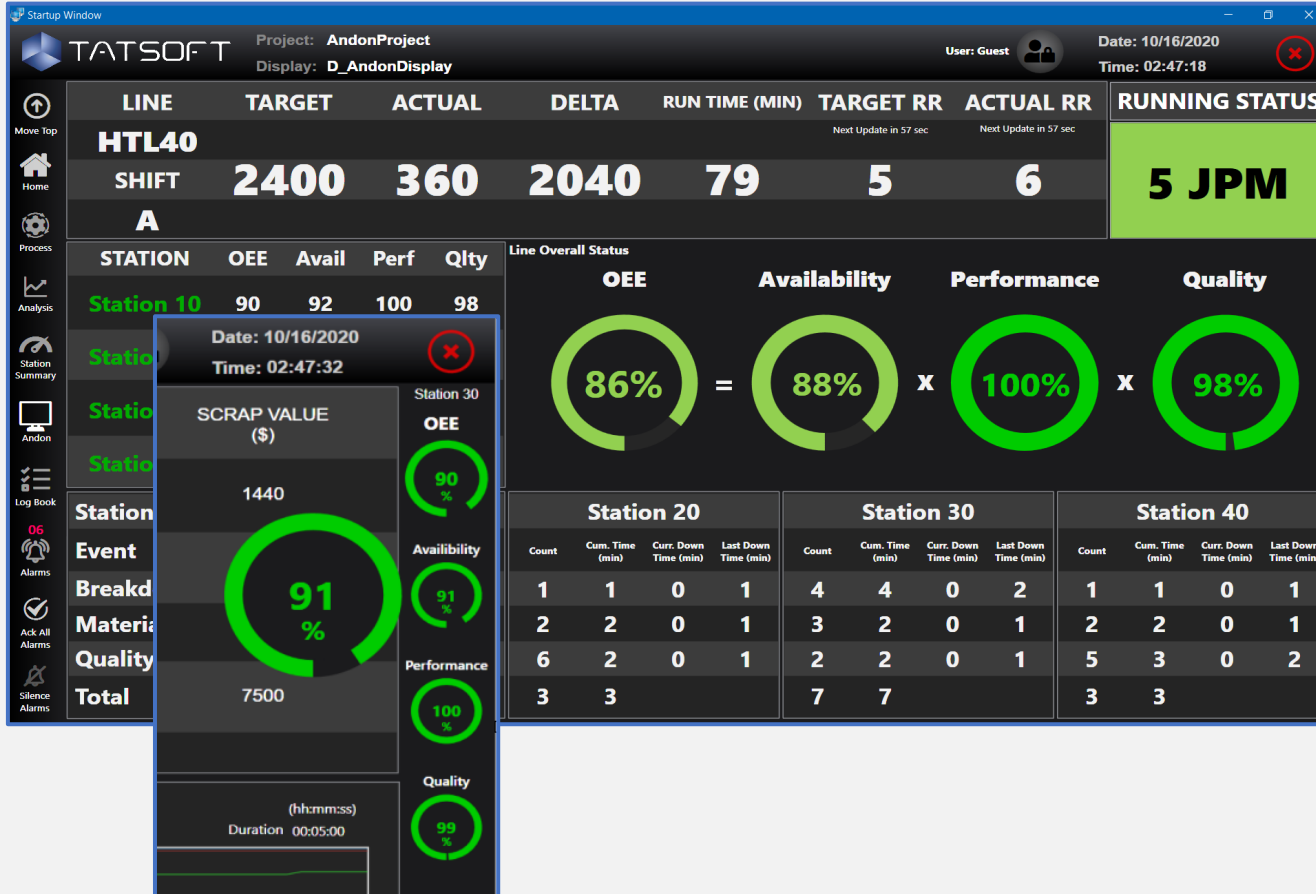 Startup Window
TATSOFT
Project: AndonProject
Display: D_AndonDisplay
User: Guest
Date: 10/16/2020
Time: 02:47:18
Move Top
Home
Process
Analysis
Station
Summary
Andon
Log Book
06
Alarms
Ack All
Alarms
Silence
Alarms
LINE TARGET ACTUAL DELTA RUN TIME (MIN) TARGET RR ACTUAL RR RUNNING STATUS
Next Update in 57 sec Next Update in 57 sec
HTL40
SHIFT 2400 360 2040 79 5 6 5 JPM
A
STATION OEE Avail Perf Qlty
Station 10 90 92 100 98
Line Overall Status
OEE Availability Performance Quality
86% = 88% x 100% x 98%
Station
Event
Quality
Total
Station 20 Station 30 Station 40
Count Cum. Time (min) Curr. Down Time (min) Last Down Time (min) Count Cum. Time (min) Curr. Down Time (min) Last Down Time (min) Count Cum. Time (min) Curr. Down Time (min) Last Down
1 1 0 1 4 4 0 2 1 1 0 1
2 2 0 1 3 2 0 1 2 2 0 1
6 2 0 1 2 2 0 1 5 3 0 2
3 3 7 7 3 3
Date: 10/16/2020
Time: 02:47:32
SCRAP VALUE
($)
1440
91
%
7500
Station 30
OEE
90
%
Availibility
91
%
Performance
100
%
Quality
99
%
(hh:mm:ss)
Duration 00:05:00